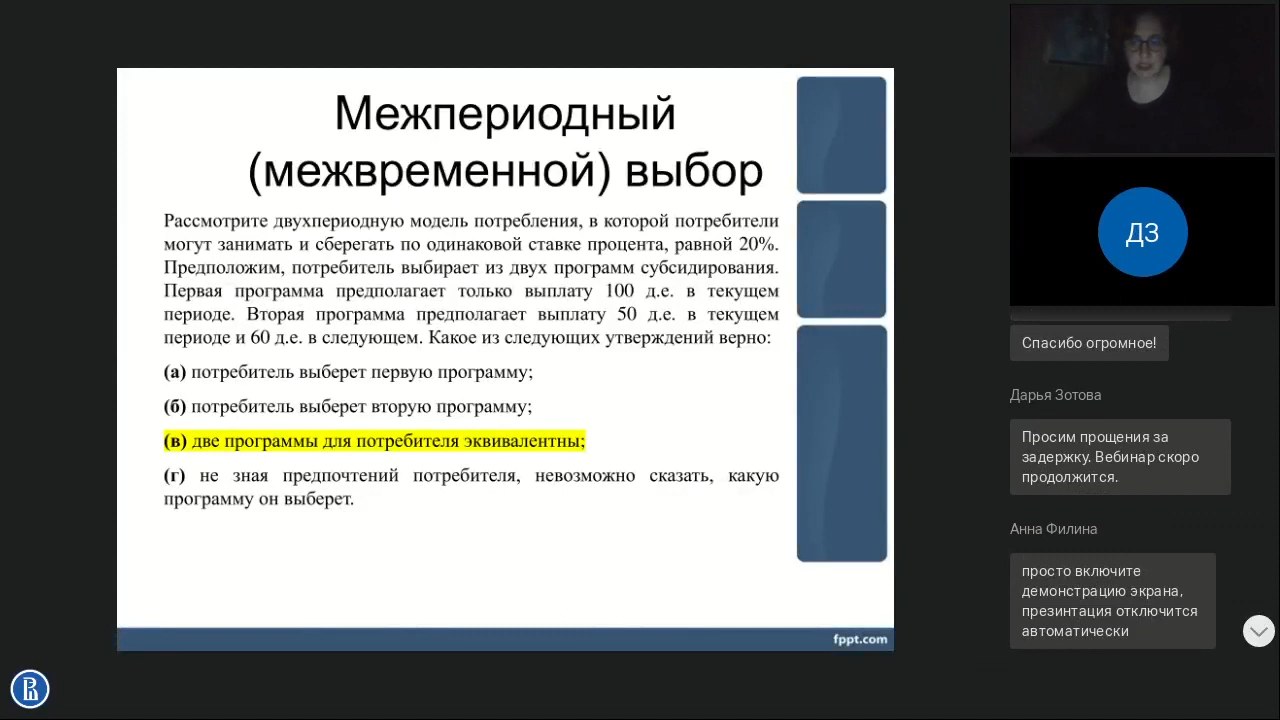 Межпериодный
(межвременной) выбор
Рассмотрите двухпериодную модель потребления, в которой потребители
могут занимать и сберегать по одинаковой ставке процента, равной 20%.
Предположим, потребитель выбирает из двух программ субсидирования.
Первая программа предполагает только выплату 100 д.е. в текущем
периоде. Вторая программа предполагает выплату 50 д.е. в текущем
периоде и 60 д.е. в следующем. Какое из следующих утверждений верно:
(а) потребитель выберет первую программу;
(б) потребитель выберет вторую программу;
(в) две программы для потребителя эквивалентны;
(г) не зная предпочтений потребителя, невозможно сказать, какую
программу он выберет.
fppt.com
ДЗ
Спасибо огромное!
Дарья Зотова
Просим прощения за
задержку. Вебинар скоро
продолжится.
Анна Филина
просто включите
демонстрацию экрана,
презинтация отключится
автоматически